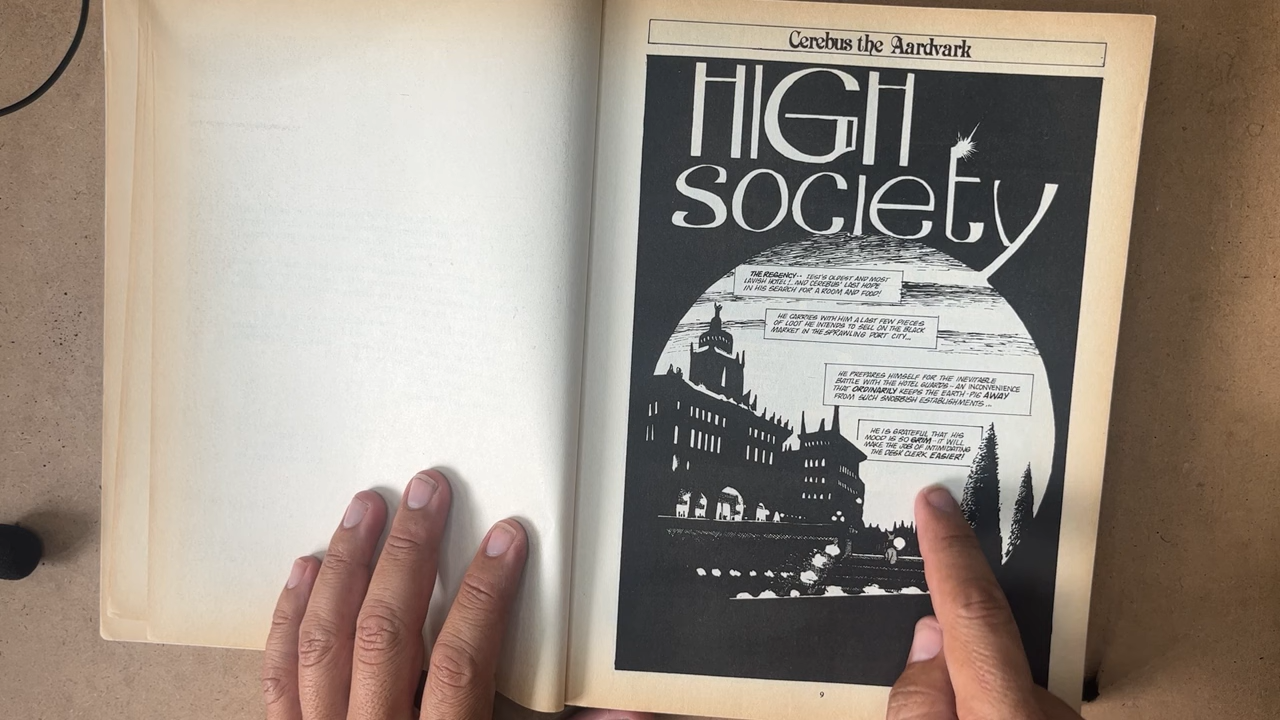 Cerebus the Aardvark
HIGH
SOCIETY
THE REGENCY-- IEST'S OLDEST AND MOST
LAVISH HOTEL!...AND CEREBUS' LAST HOPE
IN HIS SEARCH FOR A ROOM AND FOOD!
HE CARRIES WITH HIM A LAST FEW PIECES
OF LOOT HE INTENDS TO SELL ON THE BLACK
MARKET IN THE SPRAWLING PORT CITY...
HE PREPARES HIMSELF FOR THE INEVITABLE
BATTLE WITH THE HOTEL GUARDS--AN INCONVENIENCE
THAT ORDINARILY KEEPS THE EARTH-PIG AWAY
FROM SUCH SNOBBISH ESTABLISHMENTS...
HE IS GRATEFUL THAT HIS
MOOD IS SO GRIM--IT WILL
MAKE THE JOB OF INTIMIDATING
THE DESK CLERK EASIER!
9